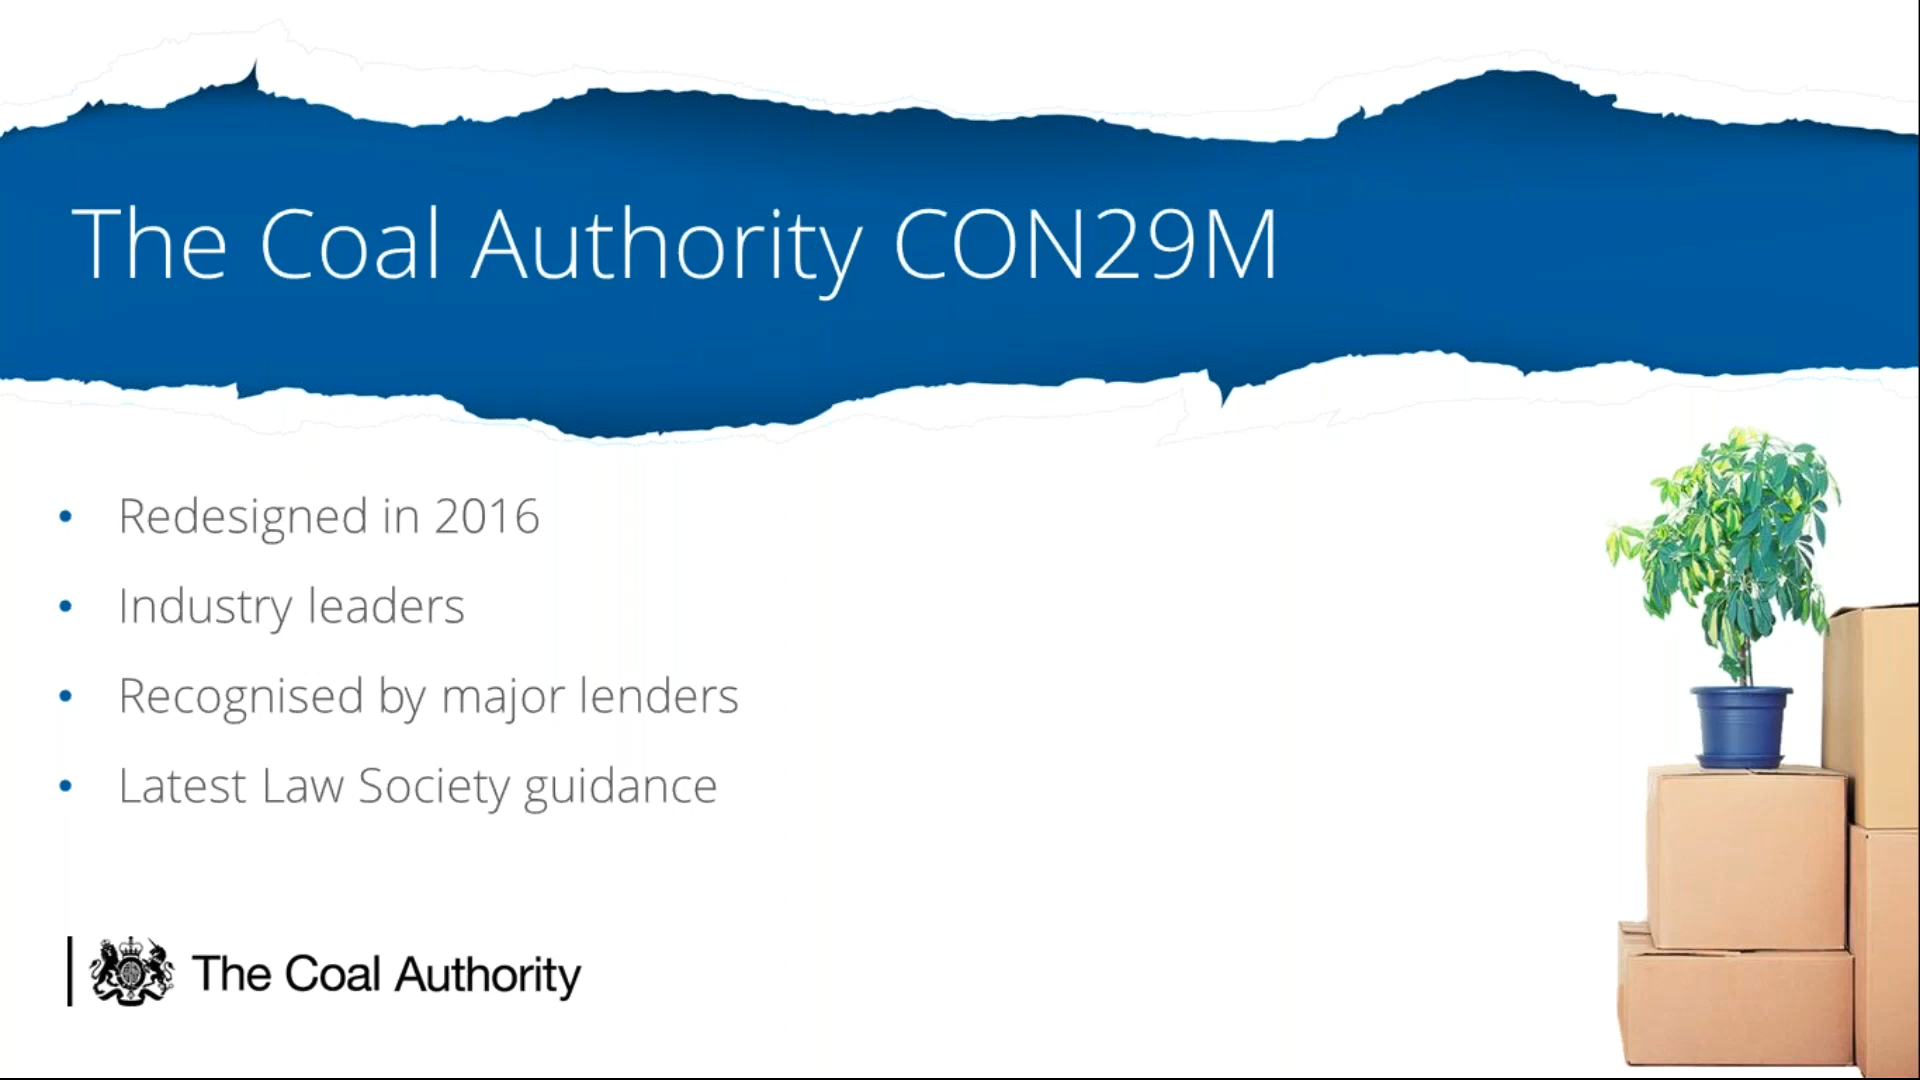 The Coal Authority CON29M
• Redesigned in 2016
• Industry leaders
• Recognised by major lenders
• Latest Law Society guidance
The Coal Authority